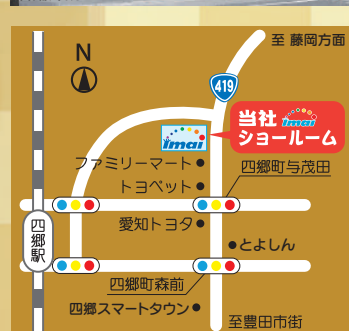 至 藤岡方面
N
419
当社 imai
ショールーム
imai
ファミリーマート
四郷町与茂田
トヨペット
愛知トヨタ
四郷駅
とよしん
四郷町森前
四郷スマートタウン
至豊田市街